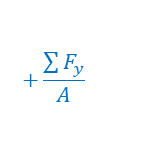 + ∑ F_y / A